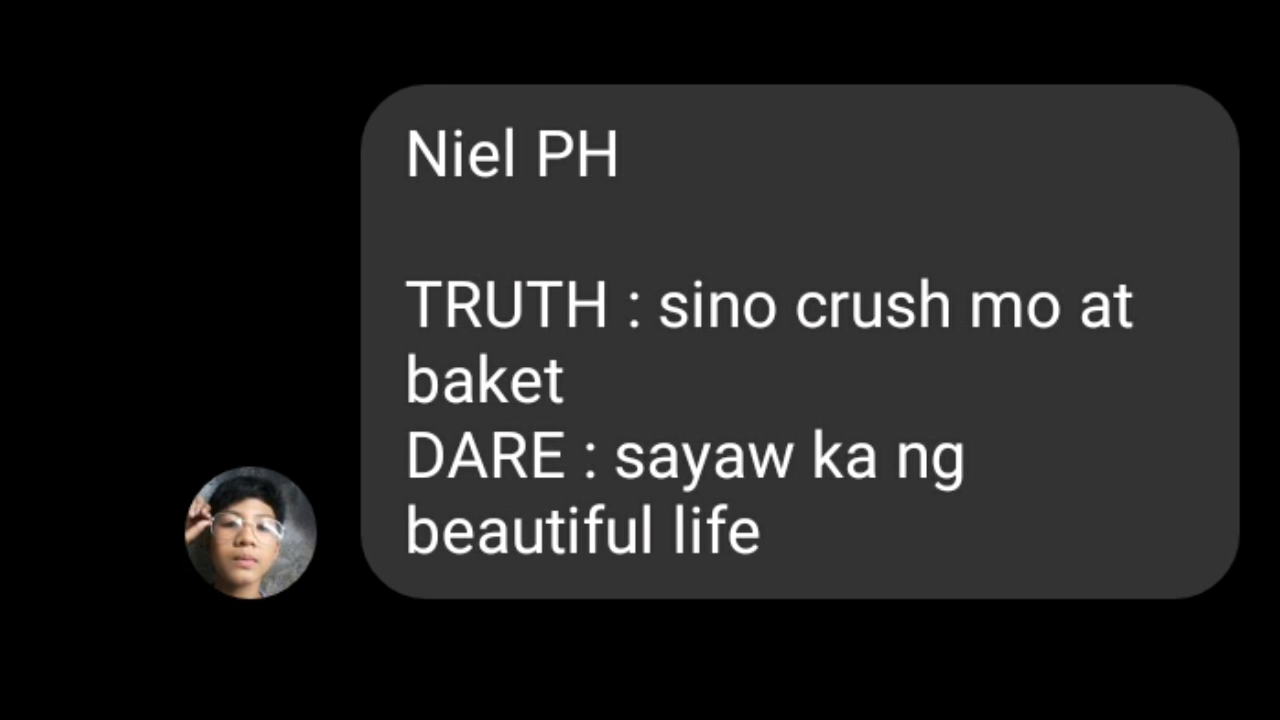 Niel PH
TRUTH : sino crush mo at
baket
DARE : sayaw ka ng
beautiful life